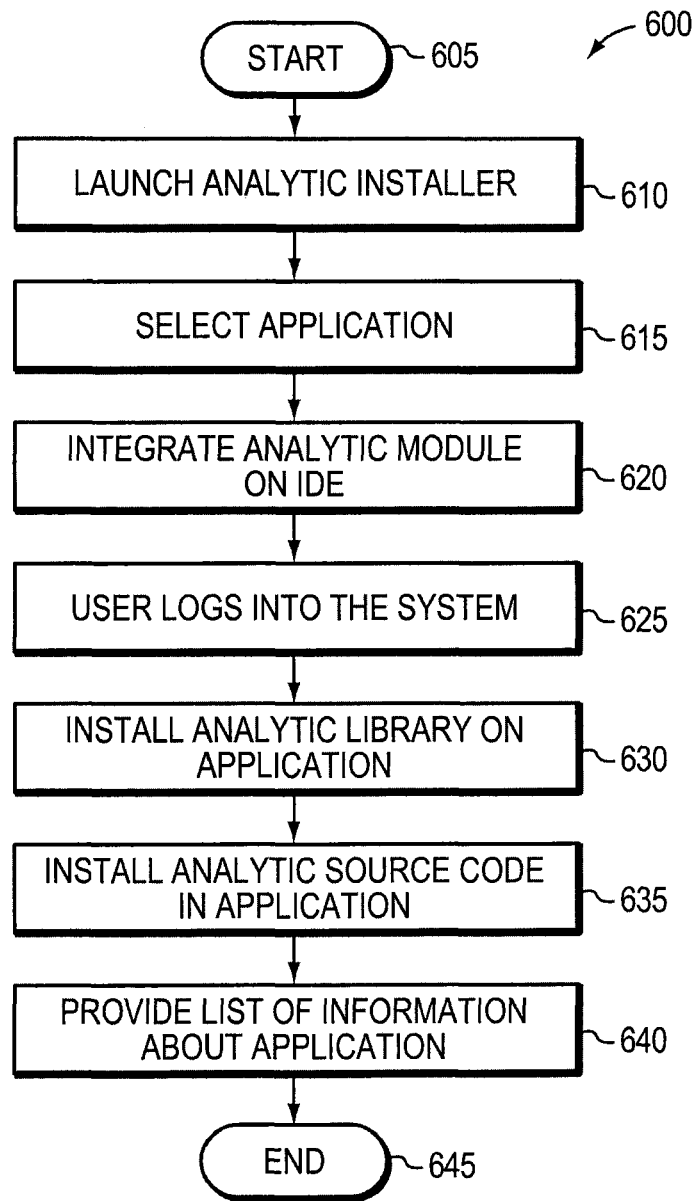 600
START
605
LAUNCH ANALYTIC INSTALLER
610
SELECT APPLICATION
615
INTEGRATE ANALYTIC MODULE
ON IDE
620
USER LOGS INTO THE SYSTEM
625
INSTALL ANALYTIC LIBRARY ON
APPLICATION
630
INSTALL ANALYTIC SOURCE CODE
IN APPLICATION
635
PROVIDE LIST OF INFORMATION
ABOUT APPLICATION
640
END
645